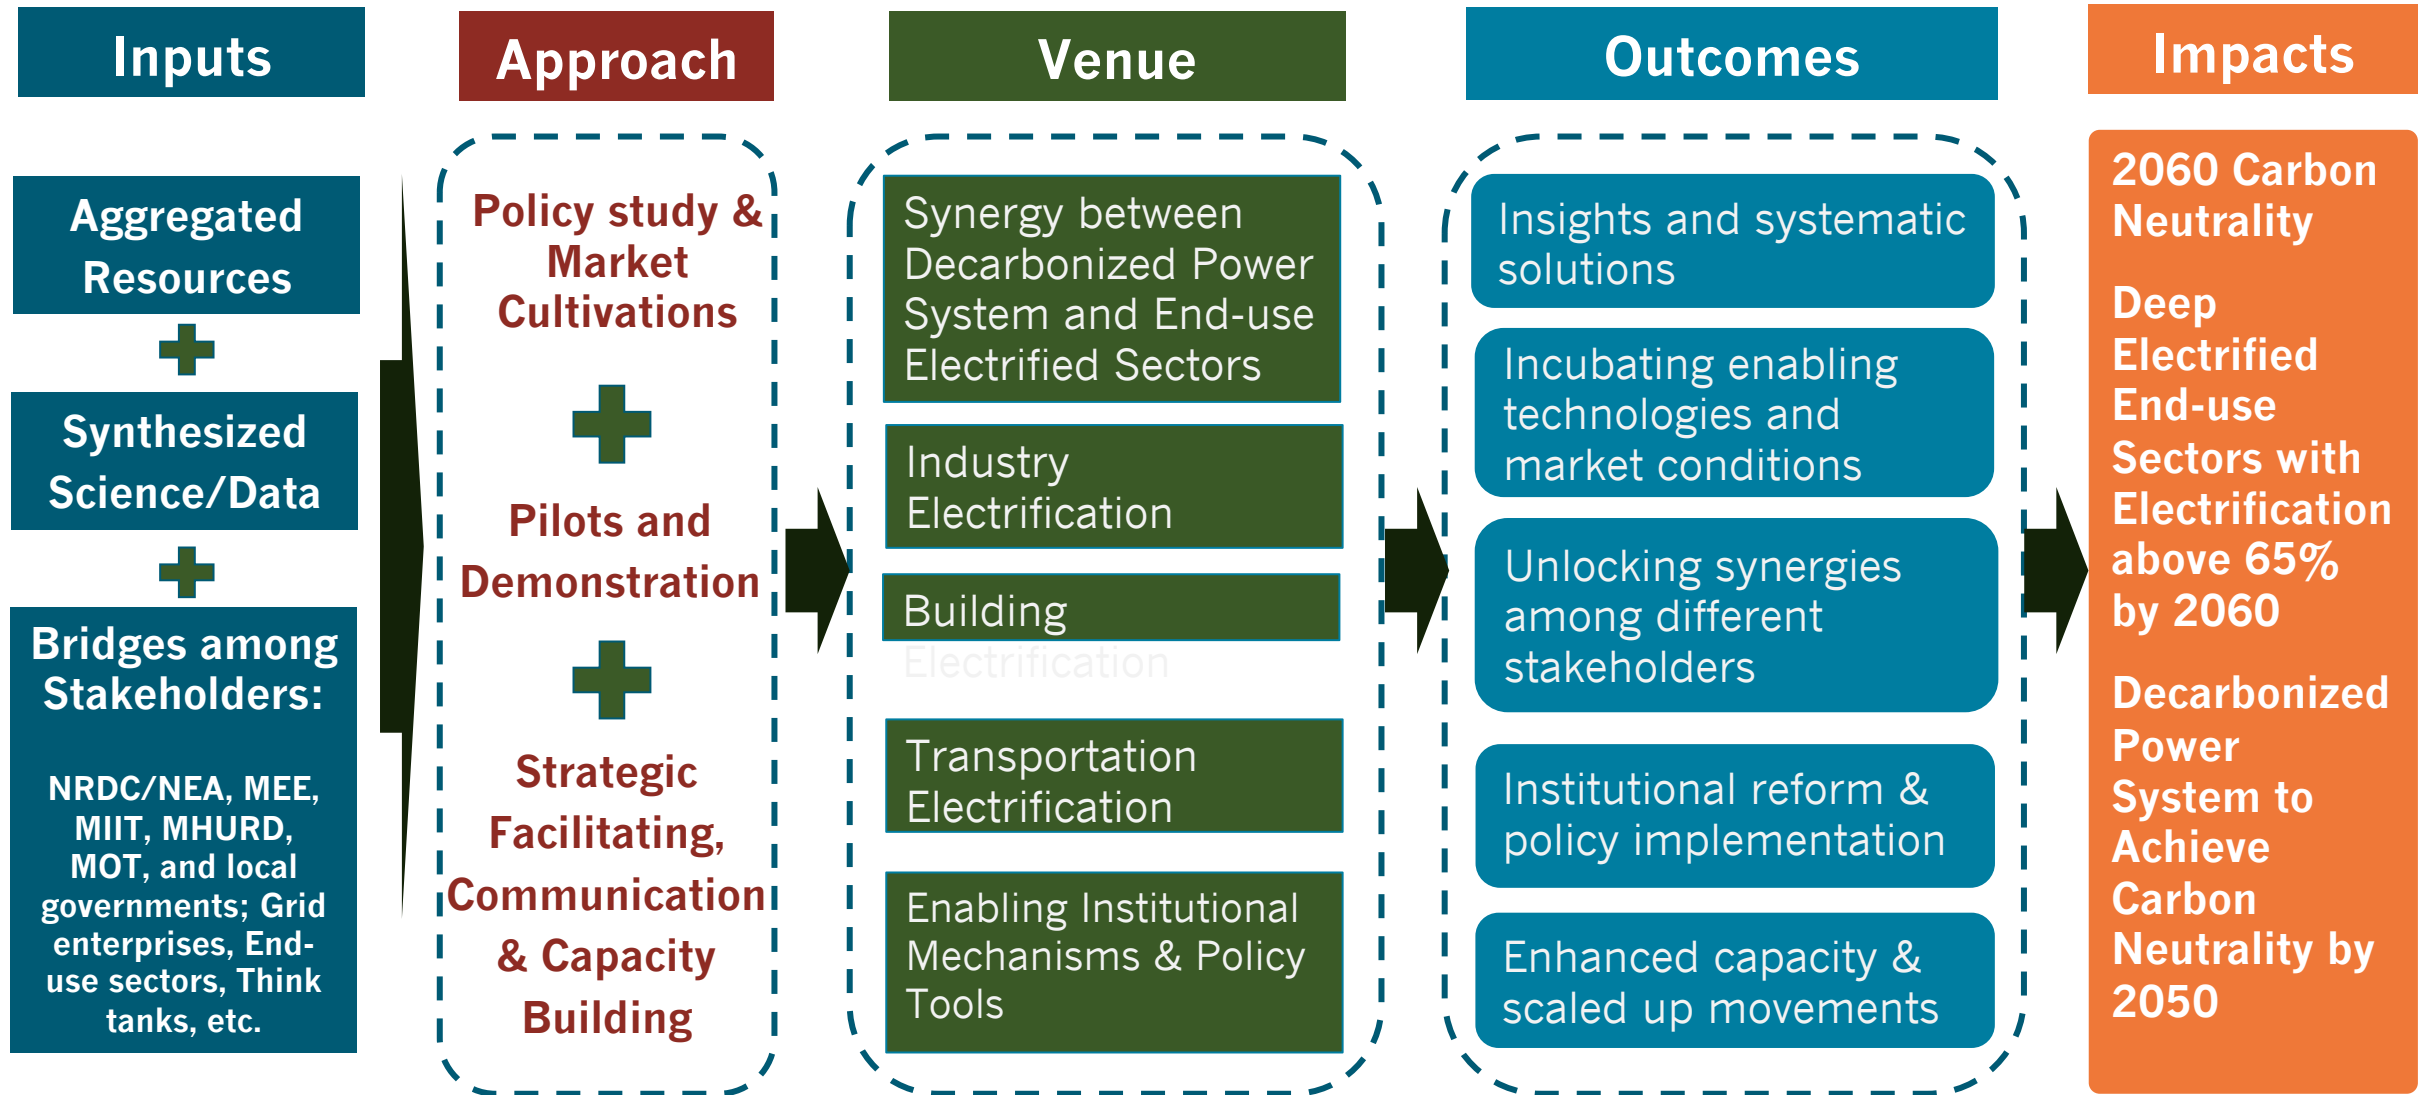 Inputs
Aggregated
Resources
Synthesized
Science/Data
Bridges among
Stakeholders:
NRDC/NEA, MEE,
MIIT, MHURD,
MOT, and local
governments; Grid
enterprises, End-
use sectors, Think
tanks, etc.
Approach
Policy study &
Market
Cultivations
Pilots and
Demonstration
Strategic
Facilitating,
Communication
& Capacity
Building
Venue
Synergy between
Decarbonized Power
System and End-use
Electrified Sectors
Industry
Electrification
Building
Electrification
Transportation
Electrification
Enabling Institutional
Mechanisms & Policy
Tools
Outcomes
Insights and systematic
solutions
Incubating enabling
technologies and
market conditions
Unlocking synergies
among different
stakeholders
Institutional reform &
policy implementation
Enhanced capacity &
scaled up movements
Impacts
2060 Carbon
Neutrality
Deep
Electrified
End-use
Sectors with
Electrification
above 65%
by 2060
Decarbonized
Power
System to
Achieve
Carbon
Neutrality by
2050